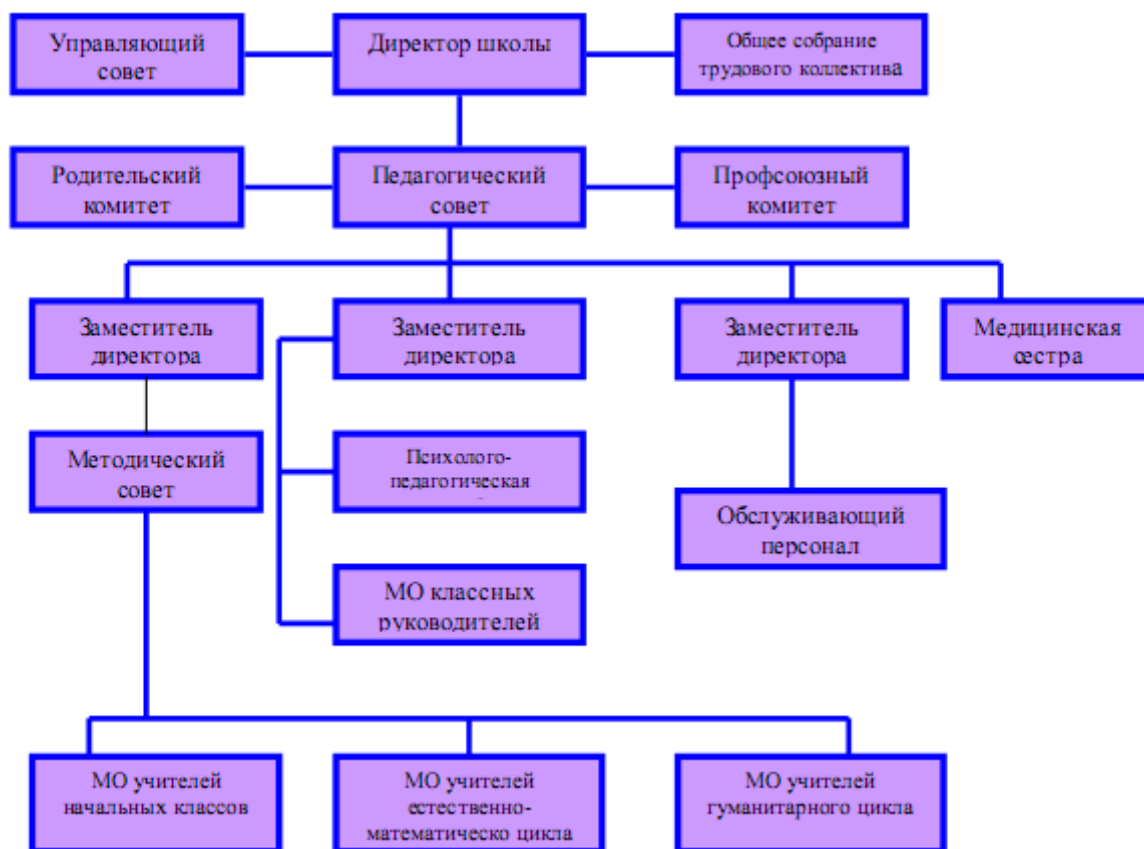 Управляющий
совет
Директор школы
Общее собрание
трудового коллектива
Родительский
комитет
Педагогический
совет
Профсоюзный
комитет
Заместитель
директора
Заместитель
директора
Заместитель
директора
Медицинская
сестра
Методический
совет
Психолого-
педагогическая
Обслуживающий
персонал
МО классных
руководителей
МО учителей
начальных классов
МО учителей
естественно-
математическо цикла
МО учителей
гуманитарного цикла